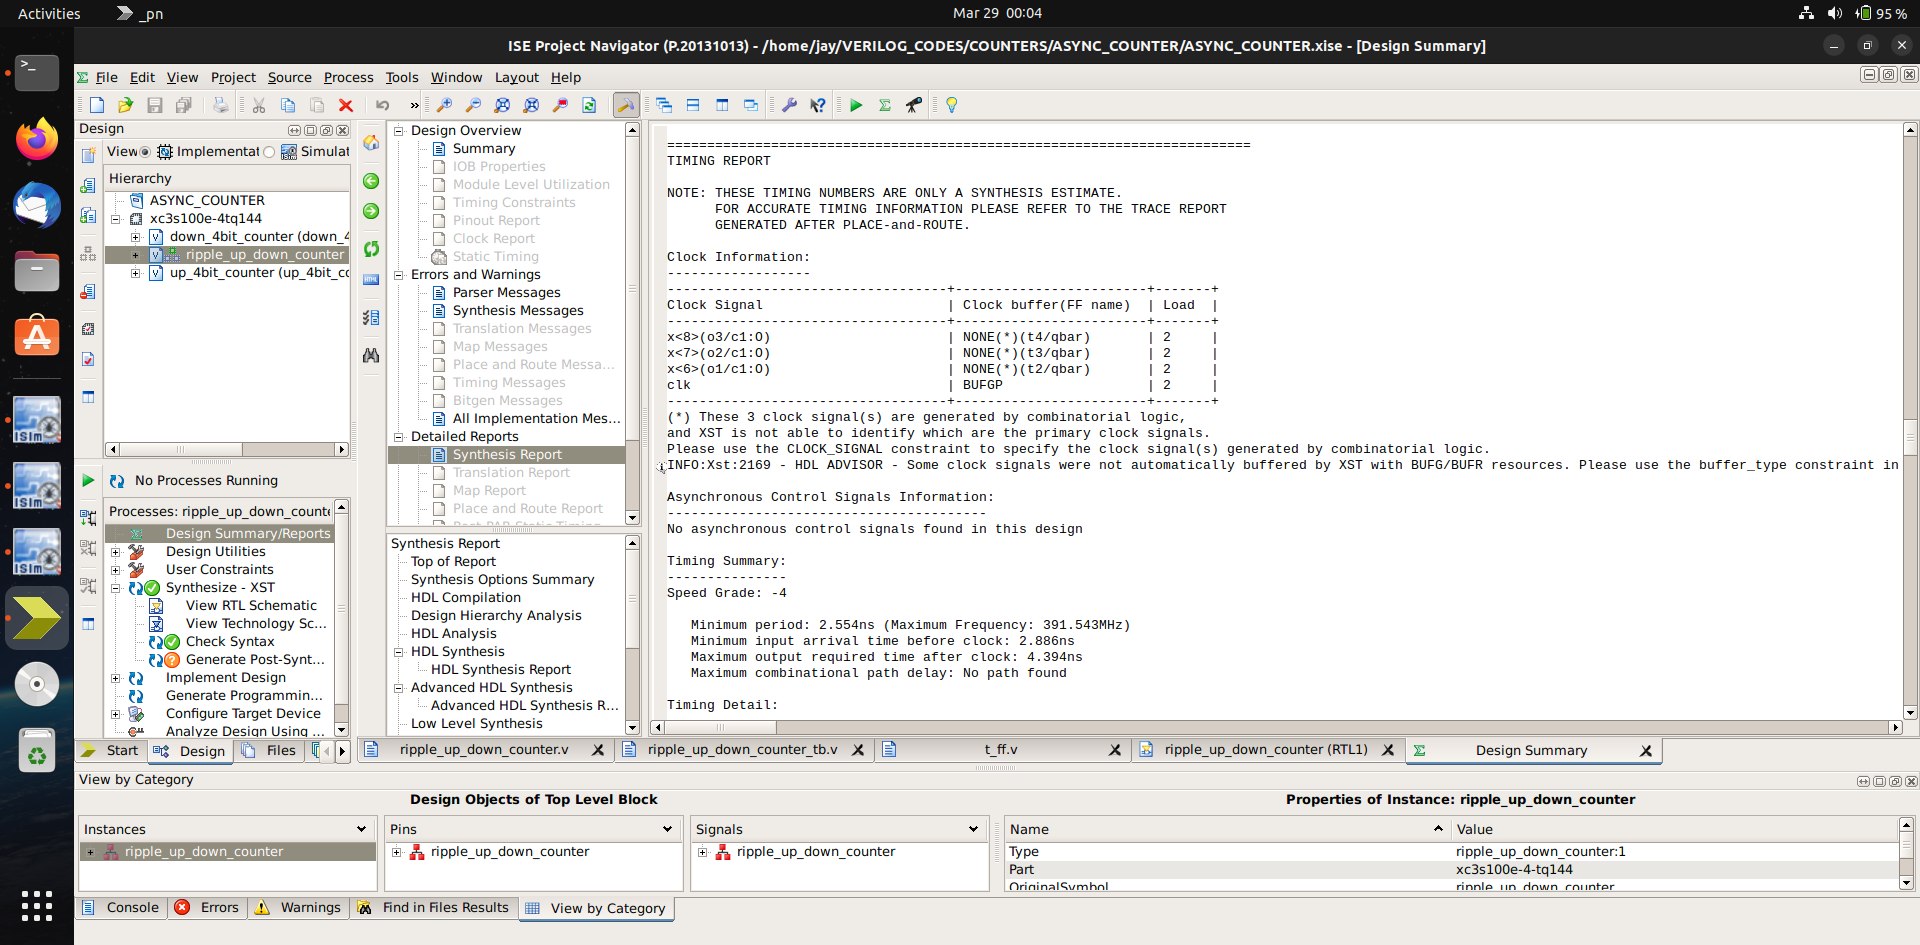 Activities
_pn
Mar 29  00:04
95 %
ISE Project Navigator (P.20131013) - /home/jay/VERILOG_CODES/COUNTERS/ASYNC_COUNTER/ASYNC_COUNTER.xise - [Design Summary]
File Edit View Project Source Process Tools Window Layout Help
Design
View Implementat Simulat
Hierarchy
ASYNC_COUNTER
xc3s100e-4tq144
down_4bit_counter (down_4
ripple_up_down_counter
up_4bit_counter (up_4bit_cc
No Processes Running
Processes: ripple_up_down_counte
Design Summary/Reports
Design Utilities
User Constraints
Synthesize - XST
View RTL Schematic
View Technology Sc...
Check Syntax
Generate Post-Synt...
Implement Design
Generate Programmin...
Configure Target Device
Analyze Design Using ...
Start Design Files
Design Overview
Summary
IOB Properties
Module Level Utilization
Timing Constraints
Pinout Report
Clock Report
Static Timing
Errors and Warnings
Parser Messages
Synthesis Messages
Translation Messages
Map Messages
Place and Route Messa...
Timing Messages
Bitgen Messages
All Implementation Mes...
Detailed Reports
Synthesis Report
Translation Report
Map Report
Place and Route Report
Post-PAR Static Timing
Synthesis Report
Top of Report
Synthesis Options Summary
HDL Compilation
Design Hierarchy Analysis
HDL Analysis
HDL Synthesis
HDL Synthesis Report
Advanced HDL Synthesis
Advanced HDL Synthesis R...
Low Level Synthesis
=========================================================================
TIMING REPORT
NOTE: THESE TIMING NUMBERS ARE ONLY A SYNTHESIS ESTIMATE.
FOR ACCURATE TIMING INFORMATION PLEASE REFER TO THE TRACE REPORT
GENERATED AFTER PLACE-and-ROUTE.
Clock Information:
------------------
-----------------------------------+------------------------+-------+
Clock Signal                       | Clock buffer(FF name)  | Load  |
-----------------------------------+------------------------+-------+
x<8>(o3/c1:O)                      | NONE(*)(t4/qbar)       | 2     |
x<7>(o2/c1:O)                      | NONE(*)(t3/qbar)       | 2     |
x<6>(o1/c1:O)                      | NONE(*)(t2/qbar)       | 2     |
clk                                | BUFGP                  | 2     |
-----------------------------------+------------------------+-------+
(*) These 3 clock signal(s) are generated by combinatorial logic,
and XST is not able to identify which are the primary clock signals.
Please use the CLOCK_SIGNAL constraint to specify the clock signal(s) generated by combinatorial logic.
INFO:Xst:2169 - HDL ADVISOR - Some clock signals were not automatically buffered by XST with BUFG/BUFR resources. Please use the buffer_type constraint in
Asynchronous Control Signals Information:
----------------------------------------
No asynchronous control signals found in this design
Timing Summary:
---------------
Speed Grade: -4
Minimum period: 2.554ns (Maximum Frequency: 391.543MHz)
Minimum input arrival time before clock: 2.886ns
Maximum output required time after clock: 4.394ns
Maximum combinational path delay: No path found
Timing Detail:
ripple_up_down_counter.v ripple_up_down_counter_tb.v t_ff.v ripple_up_down_counter (RTL1) Design Summary
View by Category
Design Objects of Top Level Block
Properties of Instance: ripple_up_down_counter
Instances Pins Signals Name Value
ripple_up_down_counter ripple_up_down_counter ripple_up_down_counter
Type ripple_up_down_counter:1
Part xc3s100e-4-tq144
OriginalSymbol ripple_up_down_counter
Console Errors Warnings Find in Files Results View by Category
ISim
ISim
ISim